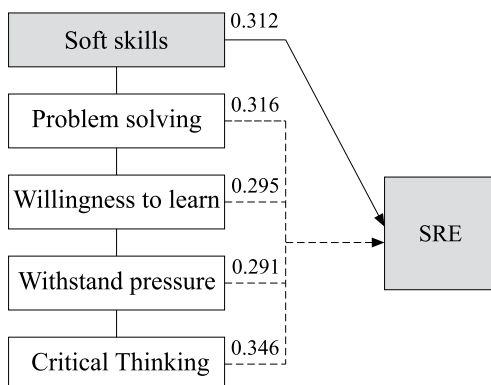 0.312
Soft skills
0.316
Problem solving
0.295
Willingness to learn
SRE
0.291
Withstand pressure
0.346
Critical Thinking